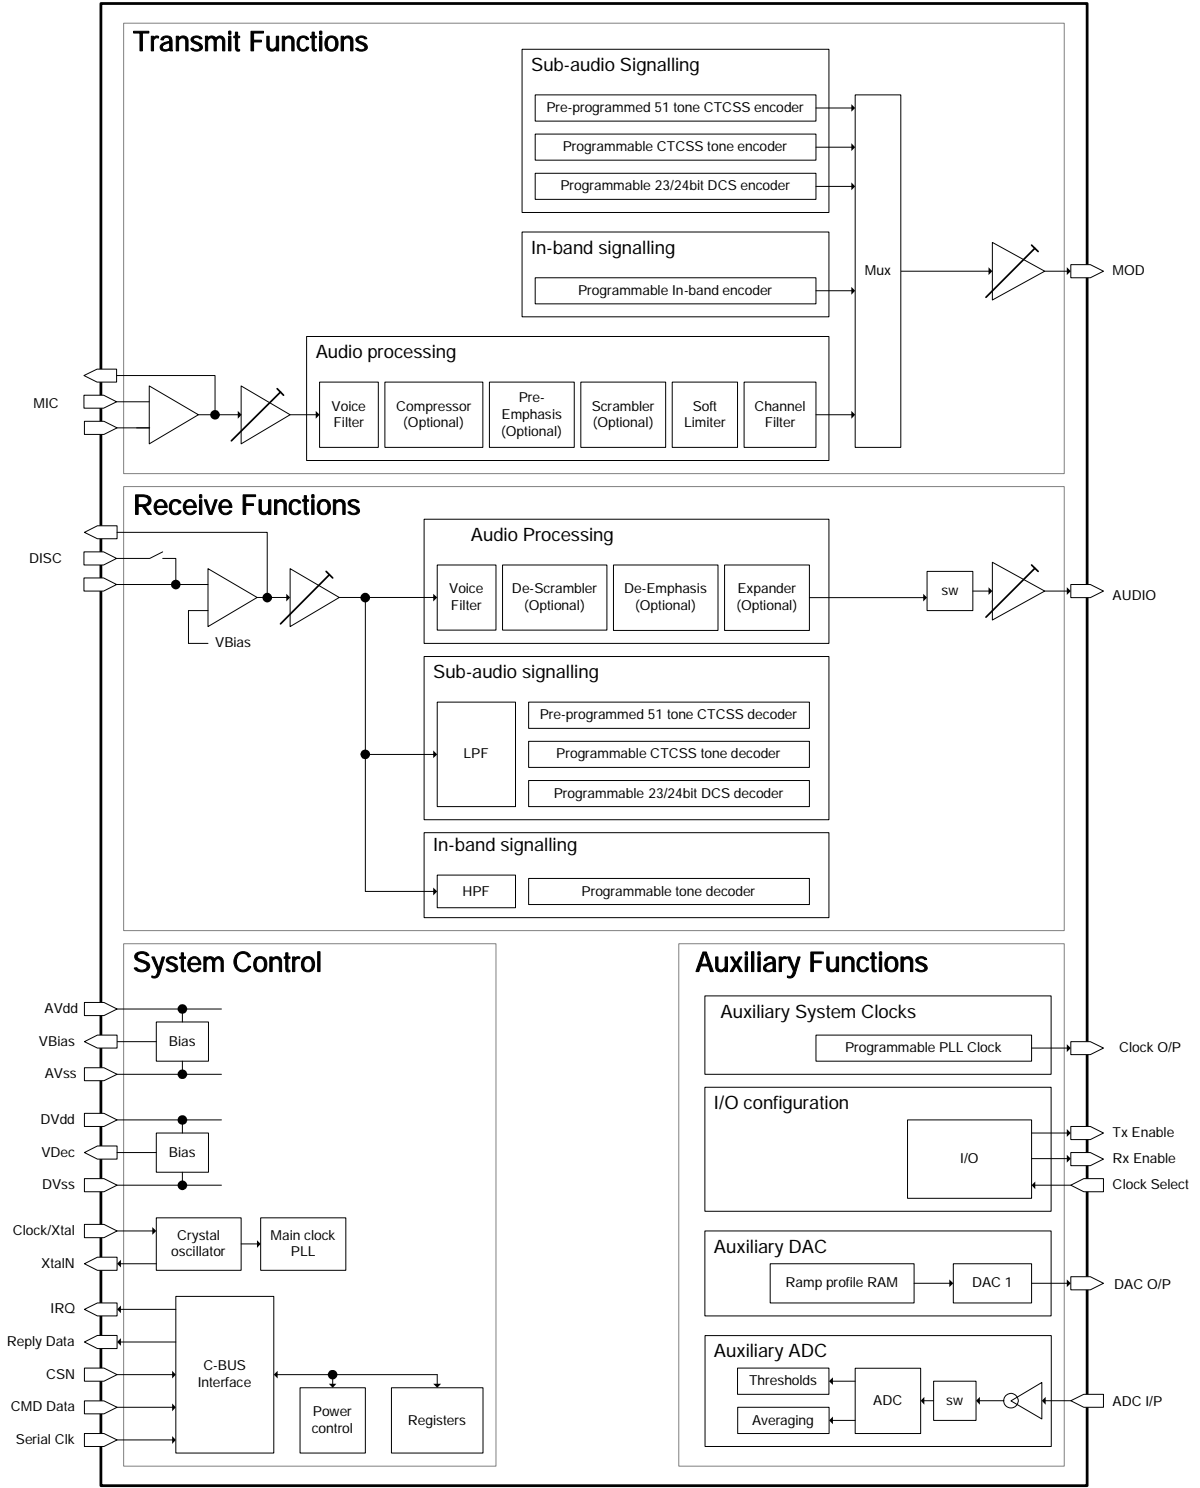 Transmit Functions
Sub-audio Signalling
Pre-programmed 51 tone CTCSS encoder
Programmable CTCSS tone encoder
Programmable 23/24bit DCS encoder
In-band signalling
Programmable In-band encoder
Mux
MOD
Audio processing
MIC
Voice
Filter
Compressor
(Optional)
Pre-
Emphasis
(Optional)
Scrambler
(Optional)
Soft
Limiter
Channel
Filter
Receive Functions
DISC
VBias
Audio Processing
Voice
Filter
De-Scrambler
(Optional)
De-Emphasis
(Optional)
Expander
(Optional)
sw
AUDIO
Sub-audio signalling
LPF
Pre-programmed 51 tone CTCSS decoder
Programmable CTCSS tone decoder
Programmable 23/24bit DCS decoder
In-band signalling
HPF
Programmable tone decoder
System Control
AVdd
VBias
Bias
AVss
DVdd
VDec
Bias
DVss
Clock/Xtal
XtalN
Crystal
oscillator
Main clock
PLL
IRQ
Reply Data
CSN
CMD Data
Serial Clk
C-BUS
Interface
Power
control
Registers
Auxiliary Functions
Auxiliary System Clocks
Programmable PLL Clock
Clock O/P
I/O configuration
I/O
Tx Enable
Rx Enable
Clock Select
Auxiliary DAC
Ramp profile RAM
DAC 1
DAC O/P
Auxiliary ADC
Thresholds
Averaging
ADC
sw
ADC I/P